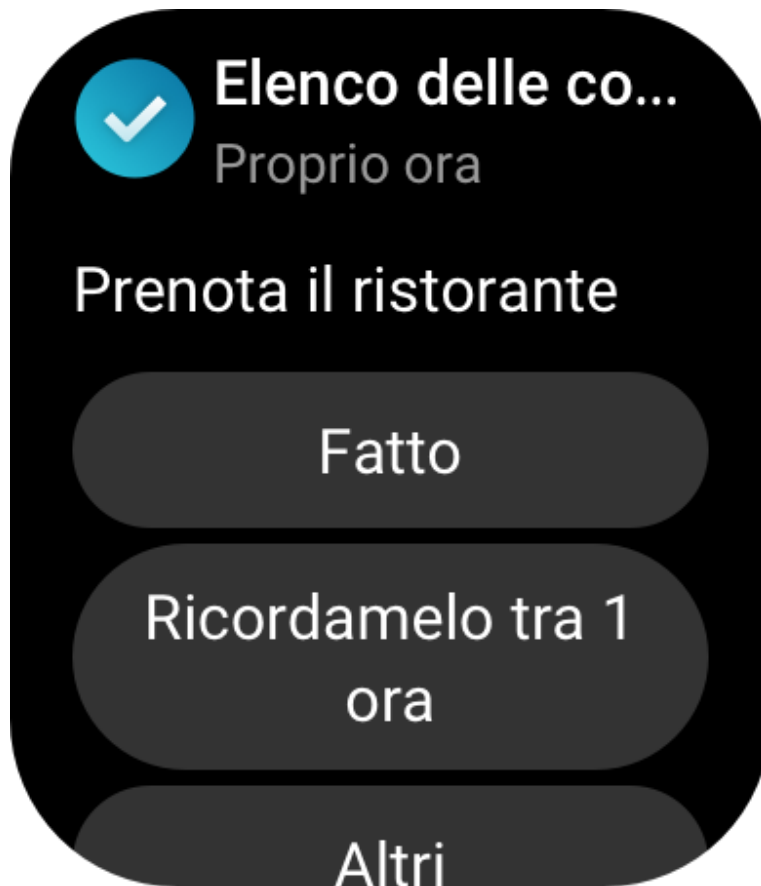 Elenco delle co...
Proprio ora
Prenota il ristorante
Fatto
Ricordamelo tra 1
ora
Altri